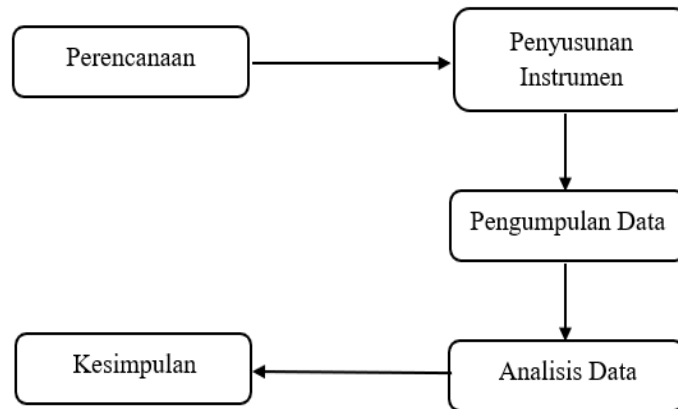 Perencanaan
Penyusunan
Instrumen
Pengumpulan Data
Analisis Data
Kesimpulan